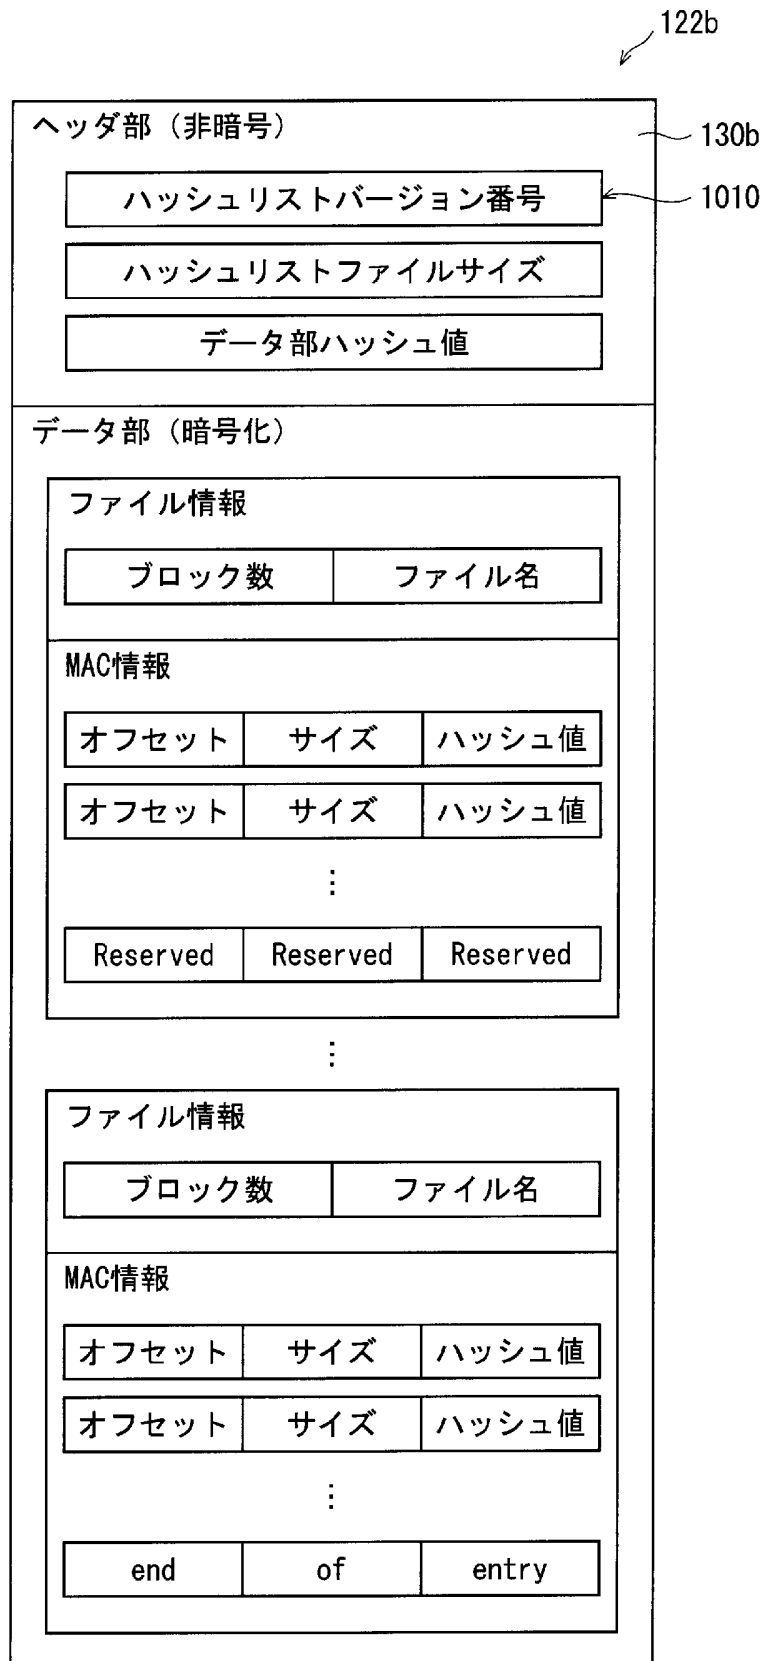 122b
ヘッダ部（非暗号）
130b
ハッシュリストバージョン番号
1010
ハッシュリストファイルサイズ
データ部ハッシュ値
データ部（暗号化）
ファイル情報
ブロック数 ファイル名
MAC情報
オフセット サイズ ハッシュ値
オフセット サイズ ハッシュ値
⋮
Reserved Reserved Reserved
⋮
ファイル情報
ブロック数 ファイル名
MAC情報
オフセット サイズ ハッシュ値
オフセット サイズ ハッシュ値
⋮
end of entry